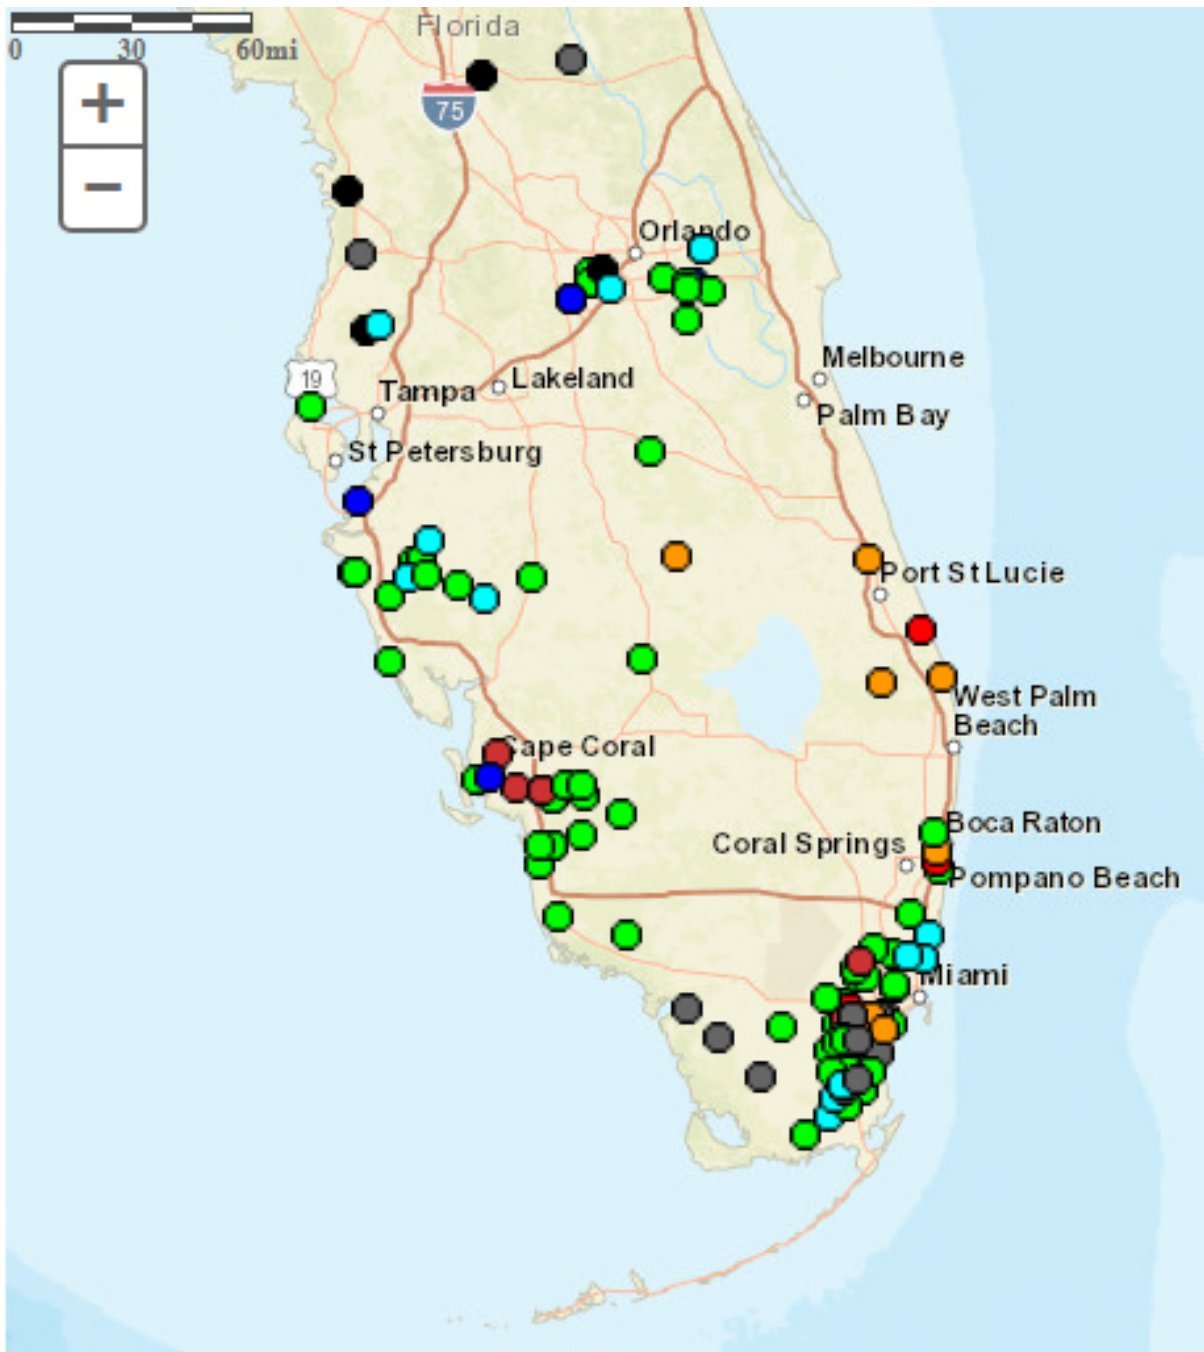 Florida
0 30 60mi
+
75
−
Orlando
Melbourne
19
Lakeland
Tampa
Palm Bay
St Petersburg
Port St Lucie
West Palm
Beach
Cape Coral
Boca Raton
Coral Springs
Pompano Beach
Miami